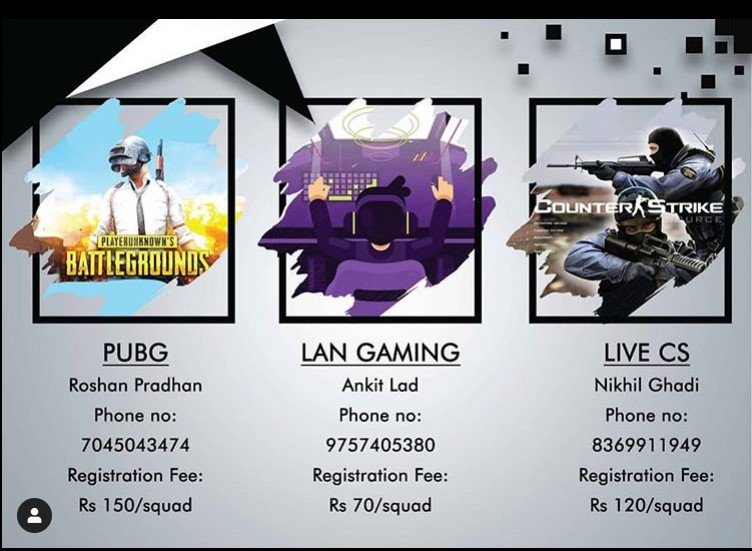 PLAYERUNKNOWN'S
BATTLEGROUNDS
COUNTER STRIKE
URCE
PUBG
Roshan Pradhan
Phone no:
7045043474
Registration Fee:
Rs 150/squad
LAN GAMING
Ankit Lad
Phone no:
9757405380
Registration Fee:
Rs 70/squad
LIVE CS
Nikhil Ghadi
Phone no:
8369911949
Registration Fee:
Rs 120/squad